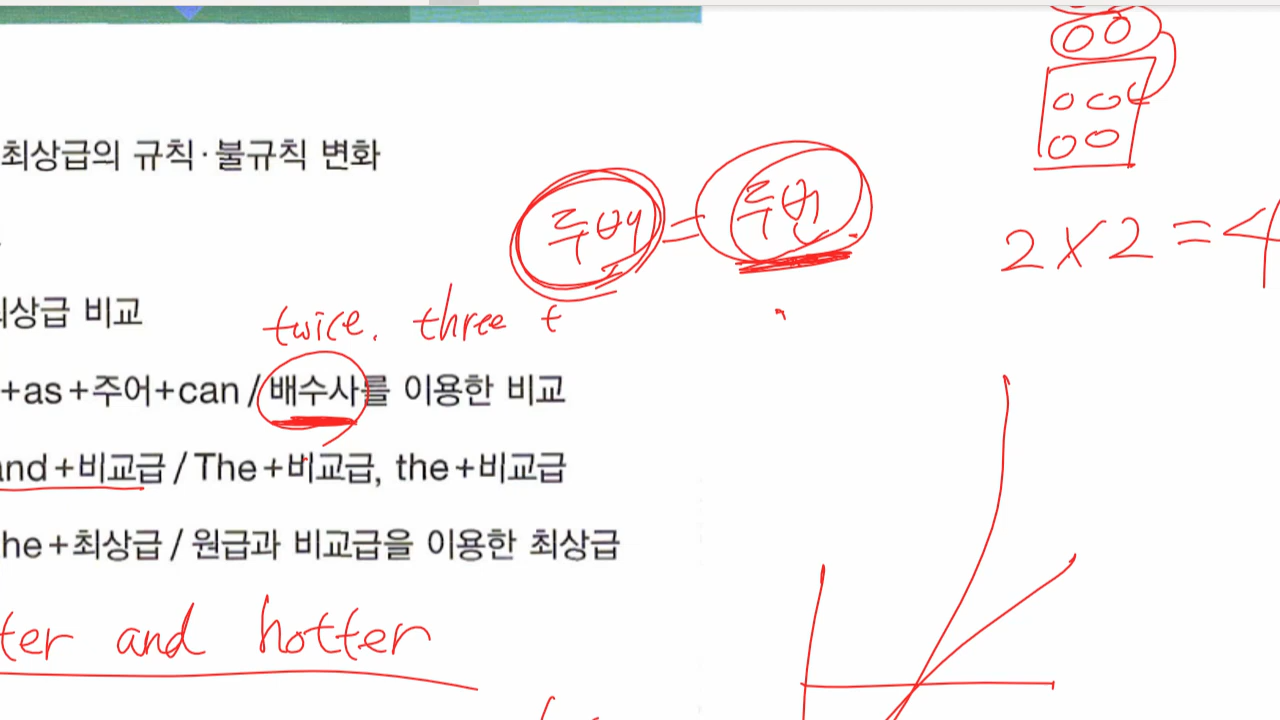 최상급의 규칙·불규칙 변화
두배 = 두번
2 X 2 = 4
최상급 비교
twice. three t
+as+주어+can / 배수사를 이용한 비교
and+비교급 / The+비교급, the+비교급
the+최상급 / 원급과 비교급을 이용한 최상급
ter and hotter